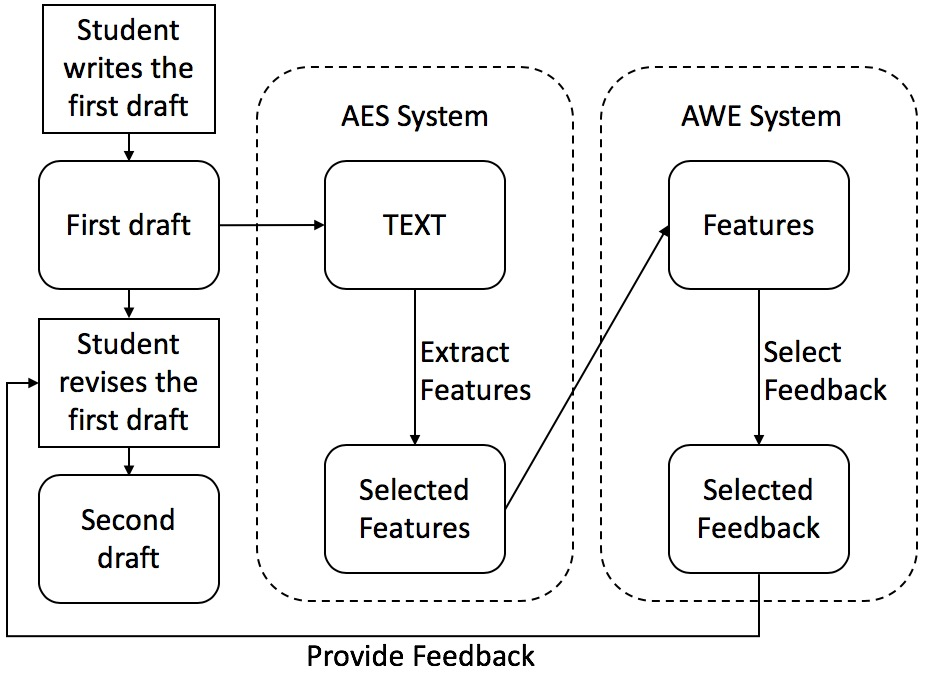 Student
writes the
first draft
First draft
Student
revises the
first draft
Second
draft
AES System
TEXT
Extract
Features
Selected
Features
AWE System
Features
Select
Feedback
Selected
Feedback
Provide Feedback